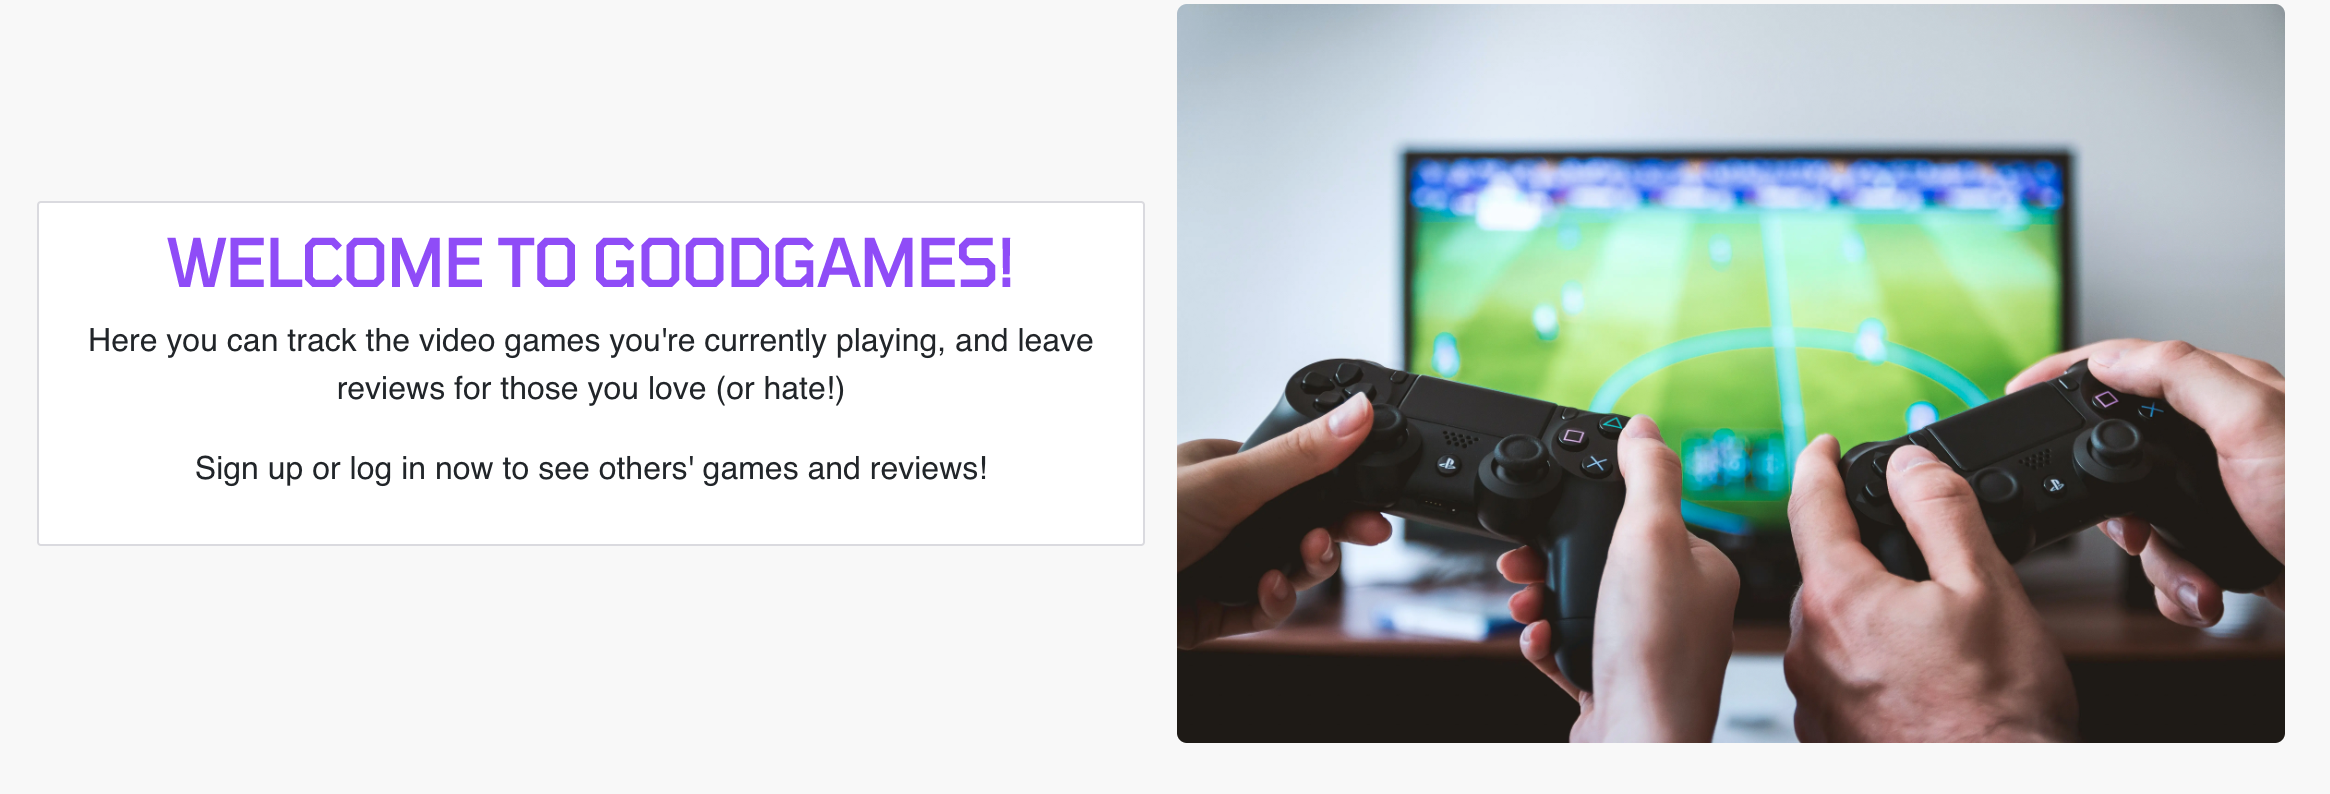 WELCOME TO GOODGAMES!
Here you can track the video games you're currently playing, and leave
reviews for those you love (or hate!)
Sign up or log in now to see others' games and reviews!